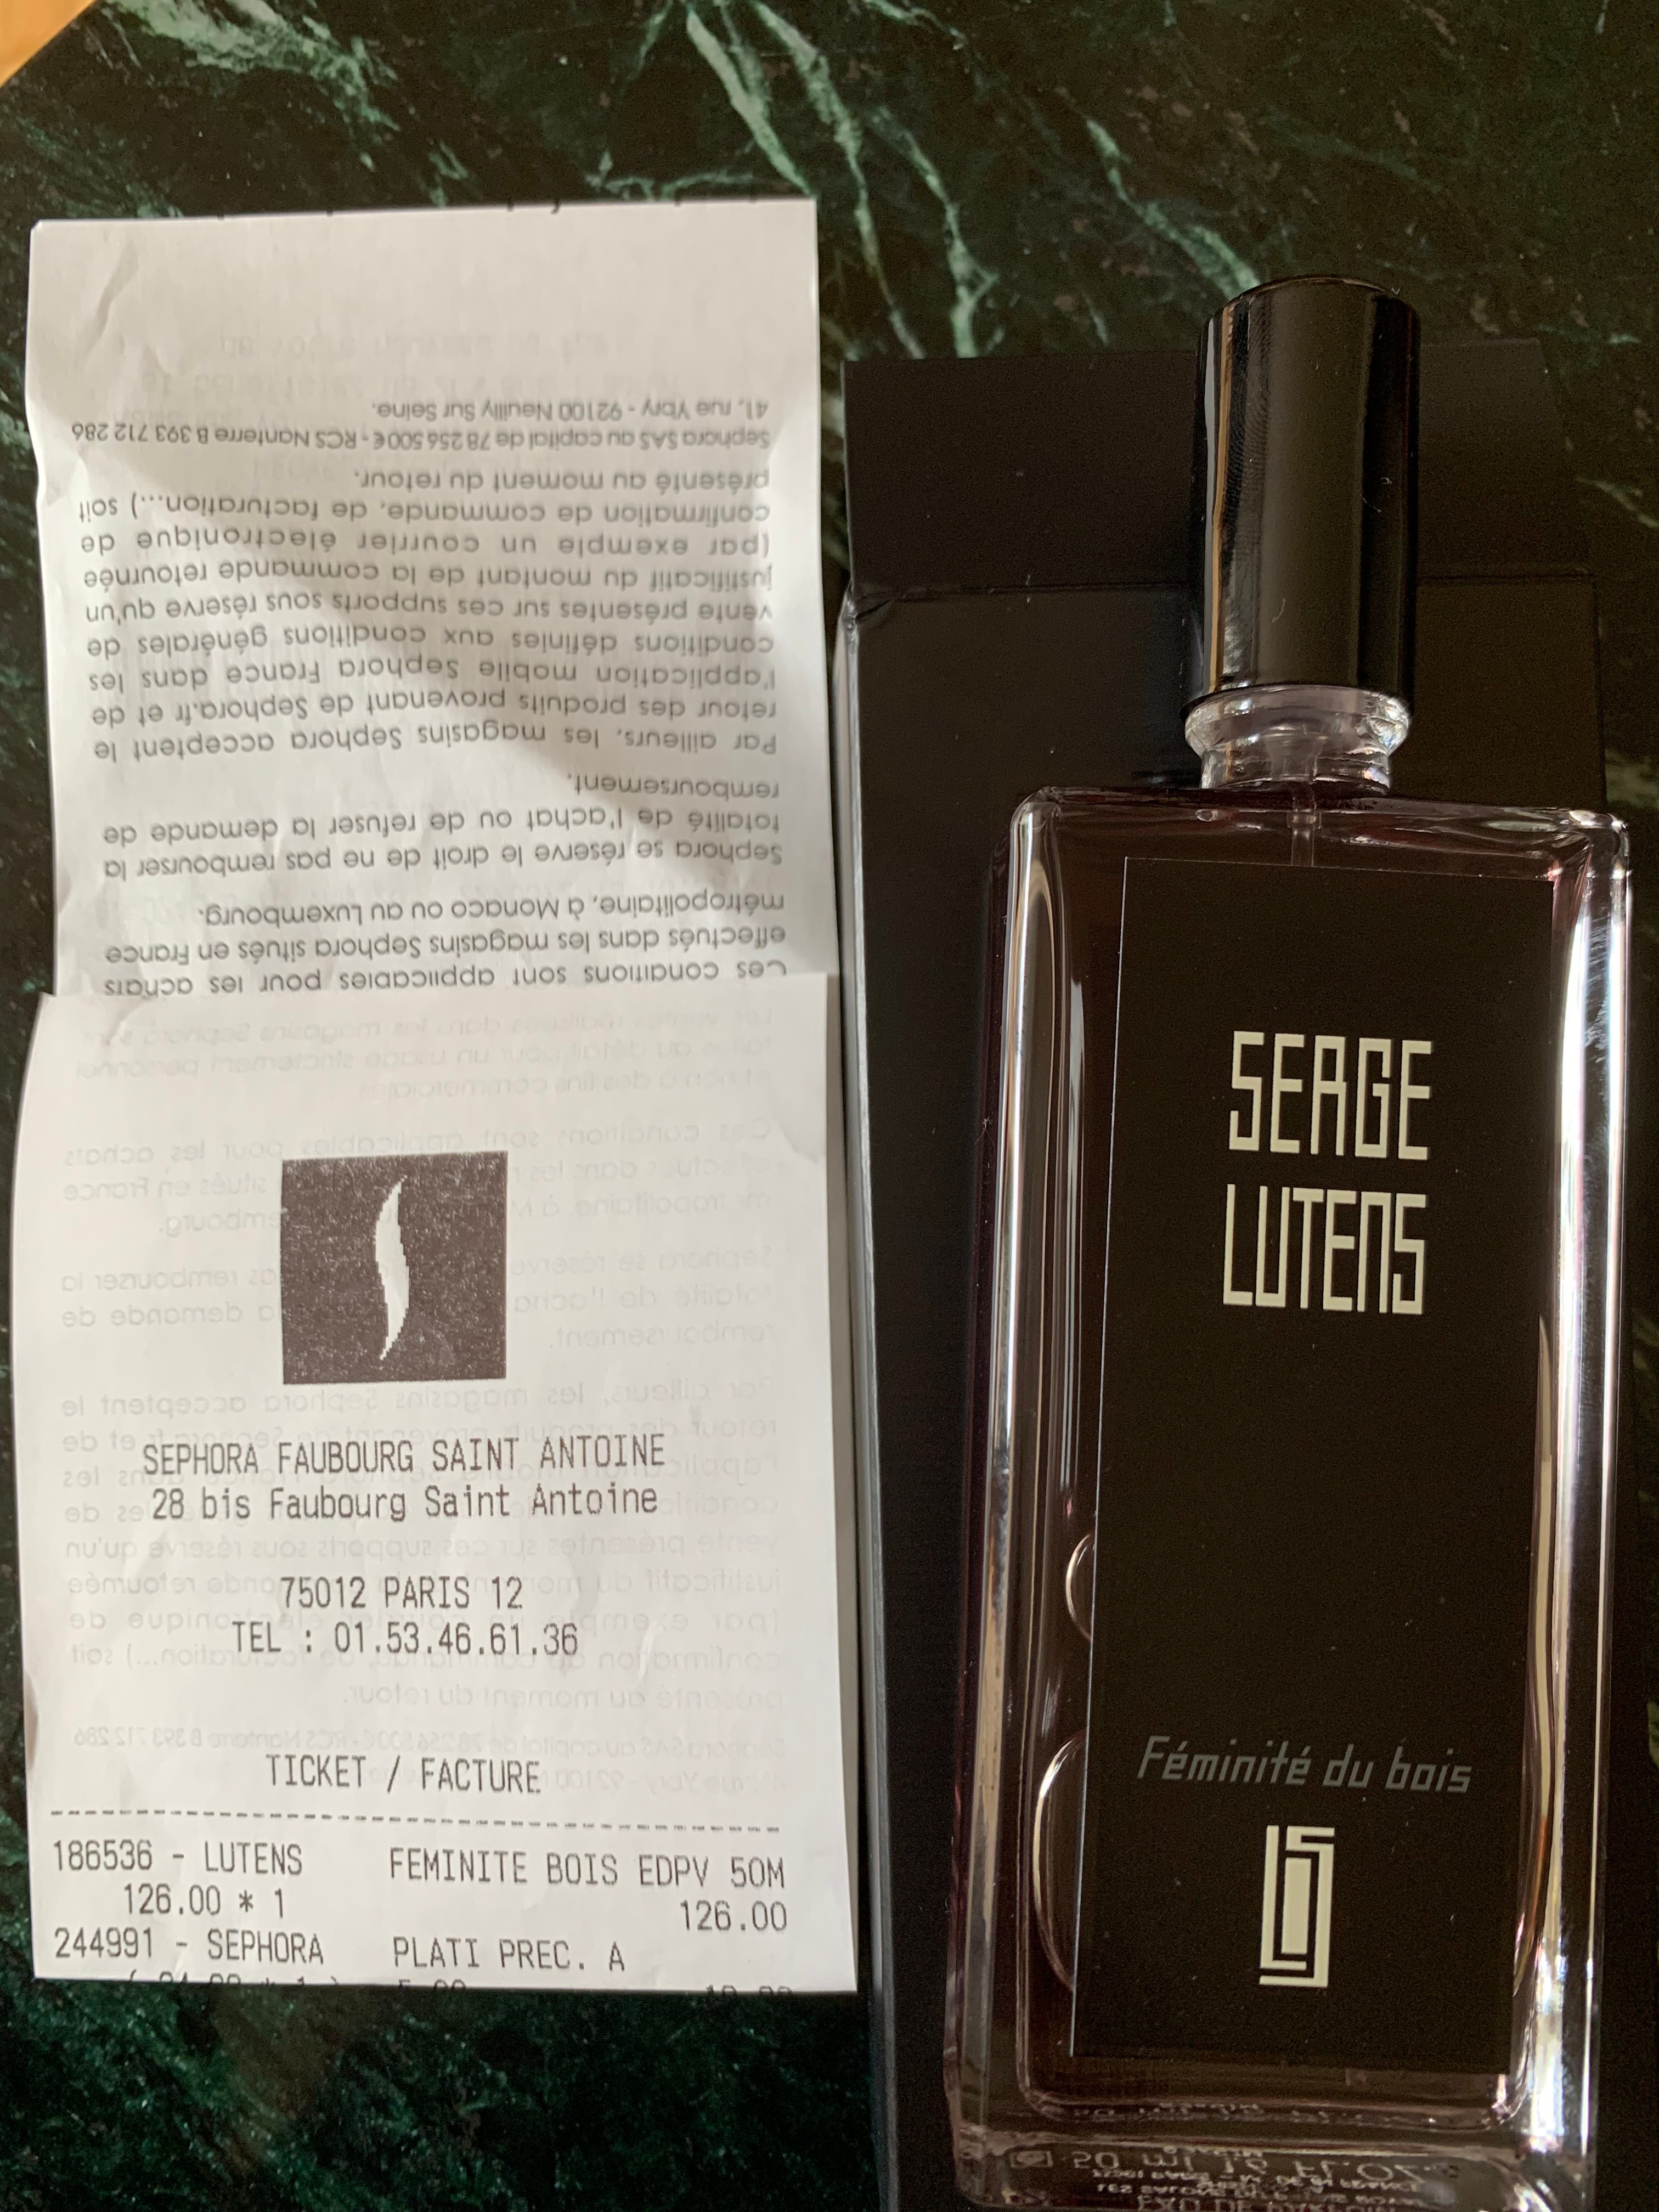 41, rue Ybry - 92100 Neuilly Sur Seine.
Sephora SAS au capital de 78 256 500 € - RCS Nanterre B 393 712 286
présenté au moment du retour.
confirmation de commande, de facturation...) soit
(par exemple un courrier électronique de
justificatif du montant de la commande retournée
vente présentes sur ces supports sous réserve qu'un
conditions définies aux conditions générales de
l'application mobile Sephora France dans les
retour des produits provenant de Sephora.fr et de
Par ailleurs, les magasins Sephora acceptent le
remboursement.
totalité de l'achat ou de refuser la demande de
Sephora se réserve le droit de ne pas rembourser la
métropolitaine, à Monaco ou au Luxembourg.
effectués dans les magasins Sephora situés en France
Ces conditions sont applicables pour les achats
SEPHORA FAUBOURG SAINT ANTOINE
28 bis Faubourg Saint Antoine
75012 PARIS 12
TEL : 01.53.46.61.36
TICKET / FACTURE
186536 - LUTENS FEMINITE BOIS EDPV 50M
126.00 * 1 126.00
244991 - SEPHORA PLATI PREC. A
SERGE
LUTENS
Féminité du bois
50 ml 1.6 FL.OZ.